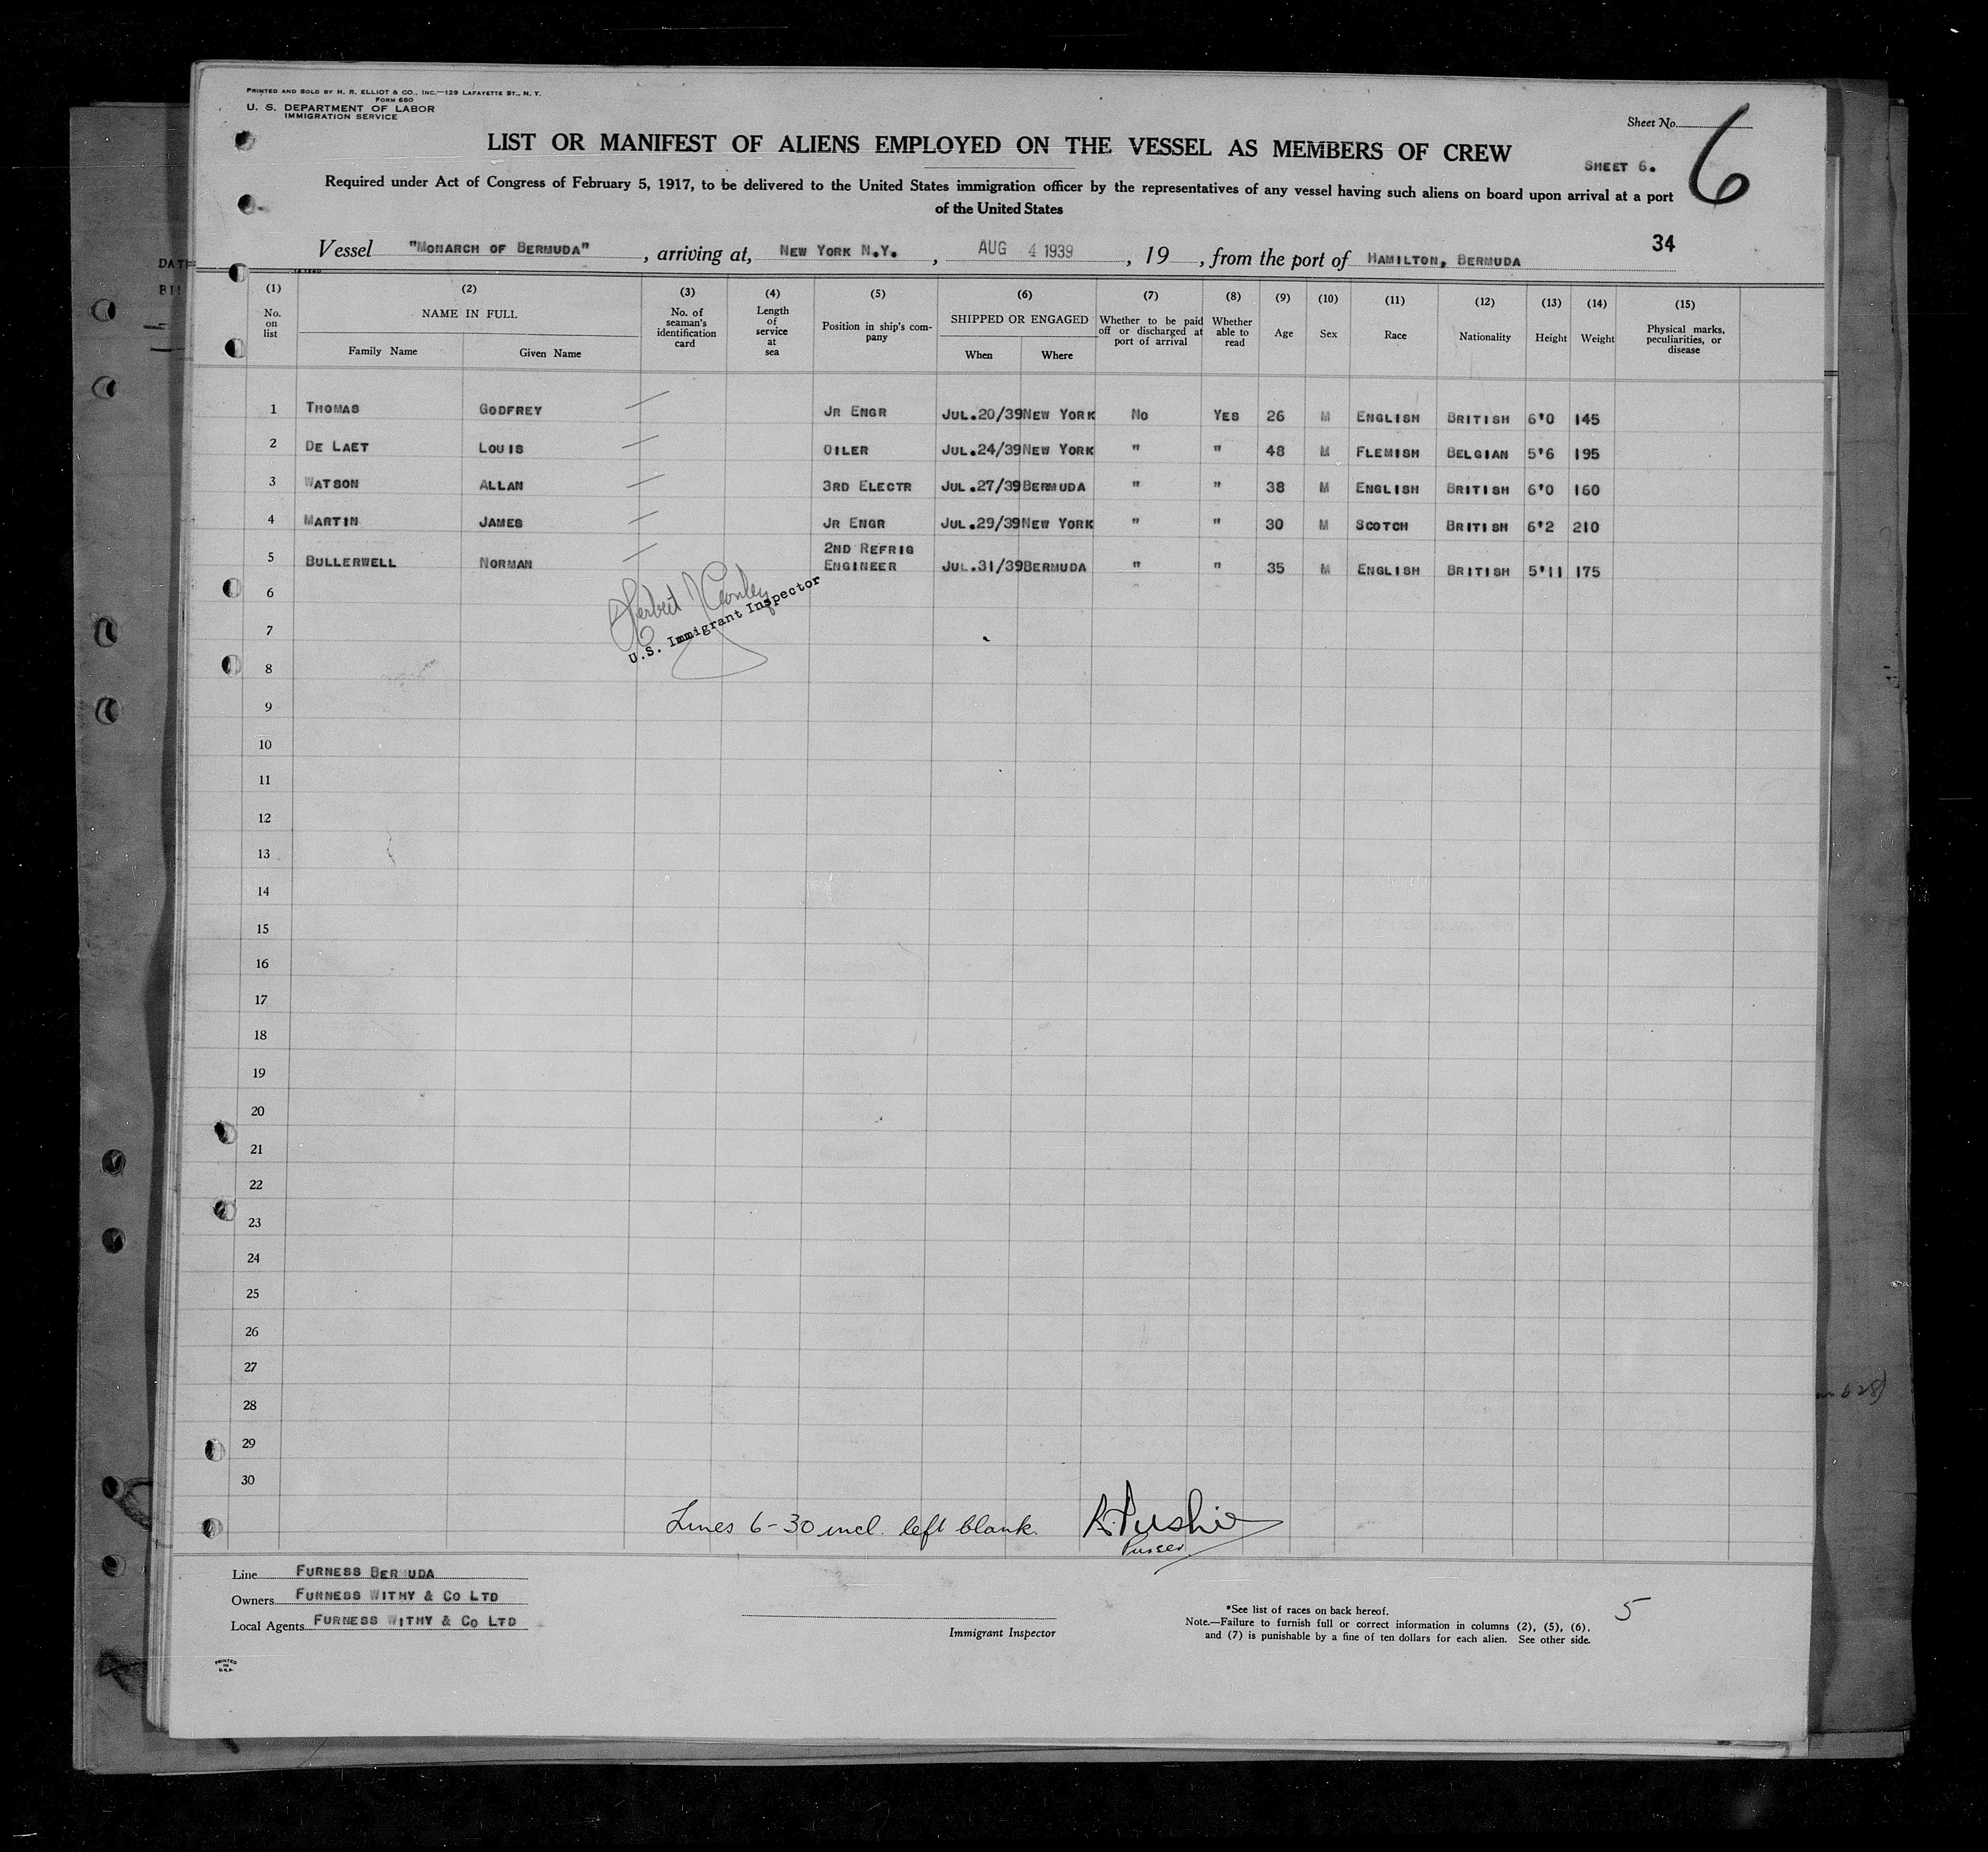 PRINTED AND SOLD BY H. R. ELLIOT & CO., INC.—129 LAFAYETTE ST., N. Y.
FORM 680
U. S. DEPARTMENT OF LABOR
IMMIGRATION SERVICE
Sheet No. 6
LIST OR MANIFEST OF ALIENS EMPLOYED ON THE VESSEL AS MEMBERS OF CREW
SHEET 6.
Required under Act of Congress of February 5, 1917, to be delivered to the United States immigration officer by the representatives of any vessel having such aliens on board upon arrival at a port
of the United States
34
Vessel "MONARCH OF BERMUDA", arriving at, NEW YORK N.Y., AUG 4 1939, 19 , from the port of HAMILTON, BERMUDA
(1) (2) (3) (4) (5) (6) (7) (8) (9) (10) (11) (12) (13) (14) (15)
No. on list NAME IN FULL Family Name Given Name No. of seaman's identification card Length of service at sea Position in ship's company SHIPPED OR ENGAGED When Where Whether to be paid off or discharged at port of arrival Whether able to read Age Sex Race Nationality Height Weight Physical marks, peculiarities, or disease
1 THOMAS GODFREY — JR ENGR JUL.20/39 NEW YORK NO YES 26 M ENGLISH BRITISH 6'0 145
2 DE LAET LOUIS — OILER JUL.24/39 NEW YORK " " 48 M FLEMISH BELGIAN 5'6 195
3 WATSON ALLAN — 3RD ELECTR JUL.27/39 BERMUDA " " 38 M ENGLISH BRITISH 6'0 160
4 MARTIN JAMES — JR ENGR JUL.29/39 NEW YORK " " 30 M SCOTCH BRITISH 6'2 210
5 BULLERWELL NORMAN — 2ND REFRIG ENGINEER JUL.31/39 BERMUDA " " 35 M ENGLISH BRITISH 5'11 175
6
U.S. Immigrant Inspector
7
8
9
10
11
12
13
14
15
16
17
18
19
20
21
22
23
24
25
26
27
28
29
30
Lines 6-30 incl. left blank.
Purser
Line FURNESS BERMUDA
Owners FURNESS WITHY & CO LTD
Local Agents FURNESS WITHY & CO LTD
Immigrant Inspector
*See list of races on back hereof.
Note.—Failure to furnish full or correct information in columns (2), (5), (6),
and (7) is punishable by a fine of ten dollars for each alien. See other side.
5
PRINTED IN U.S.A.